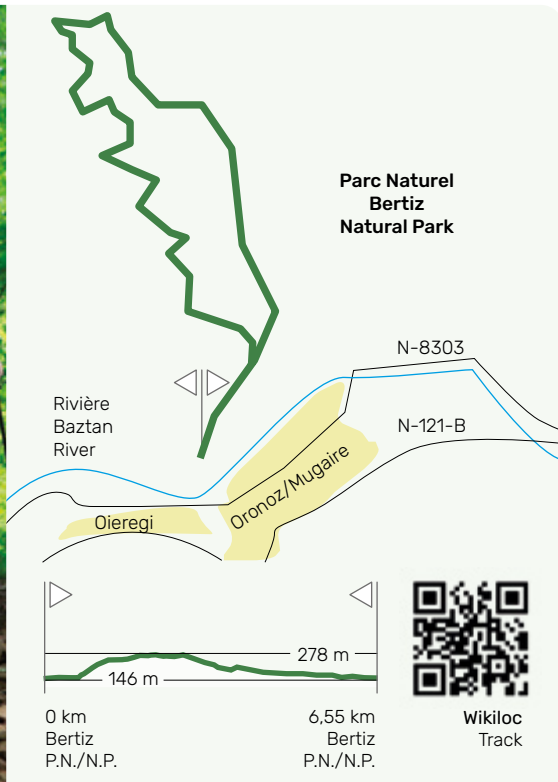 Parc Naturel
Bertiz
Natural Park
N-8303
Rivière
Baztan
River
N-121-B
Oronoz/Mugaire
Oieregi
278 m
146 m
0 km
Bertiz
P.N./N.P.
6,55 km
Bertiz
P.N./N.P.
Wikiloc
Track